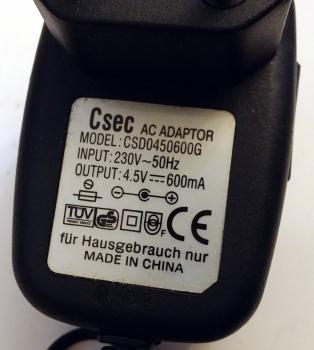 Csec AC ADAPTOR
MODEL: CSD0450600G
INPUT: 230V~50Hz
OUTPUT: 4.5V⎓600mA
TÜV GS F CE
für Hausgebrauch nur
MADE IN CHINA